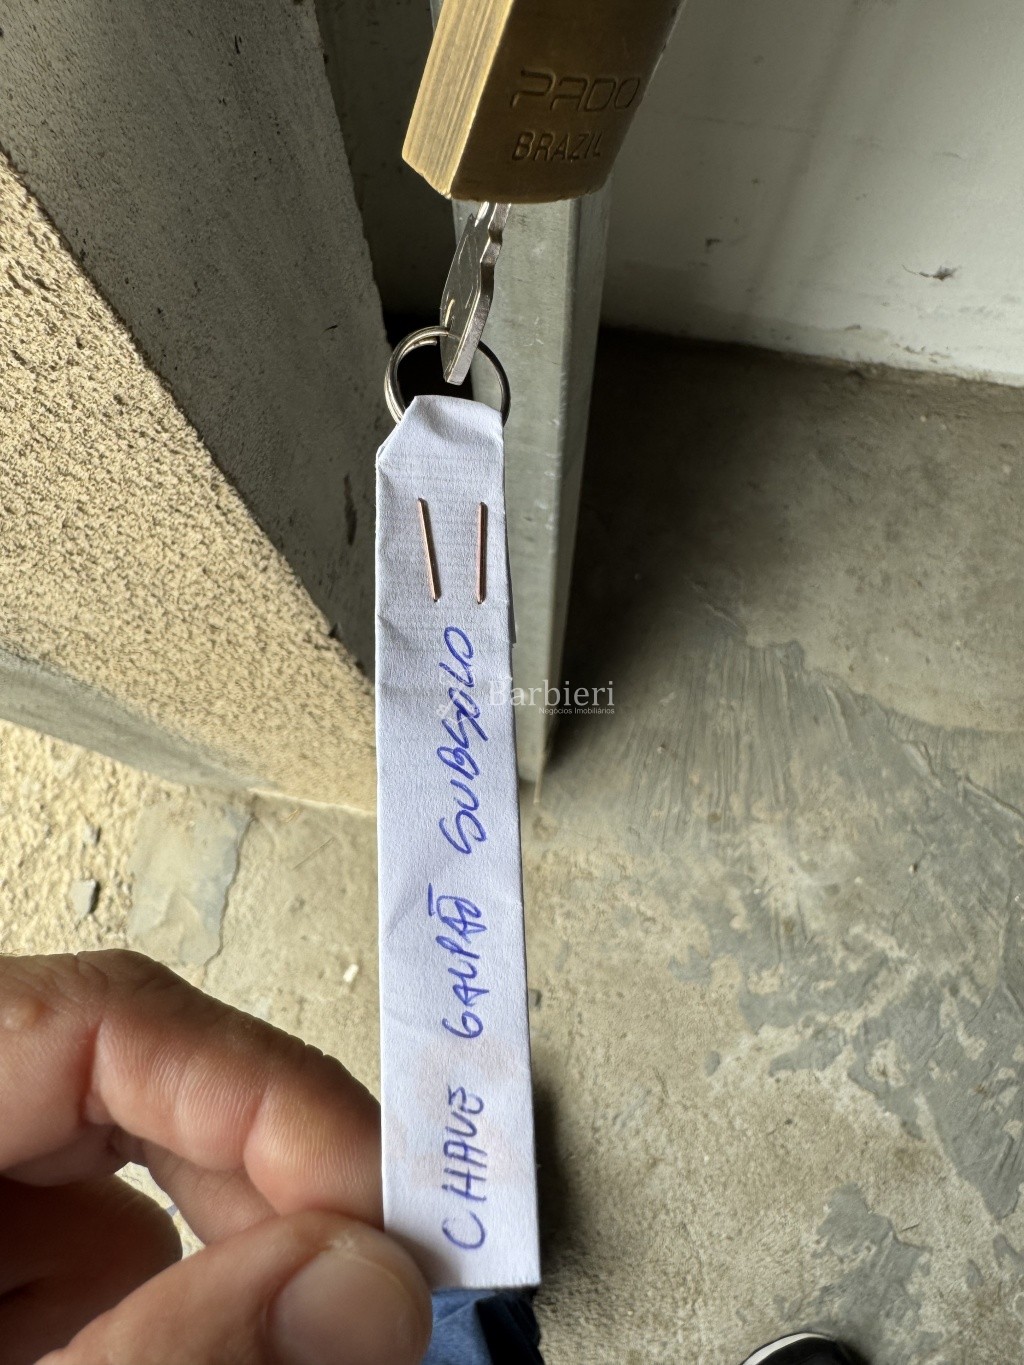 PADO
BRAZIL
CHAVE GALPÃO SUBSOLO
Barbieri
Negócios Imobiliários